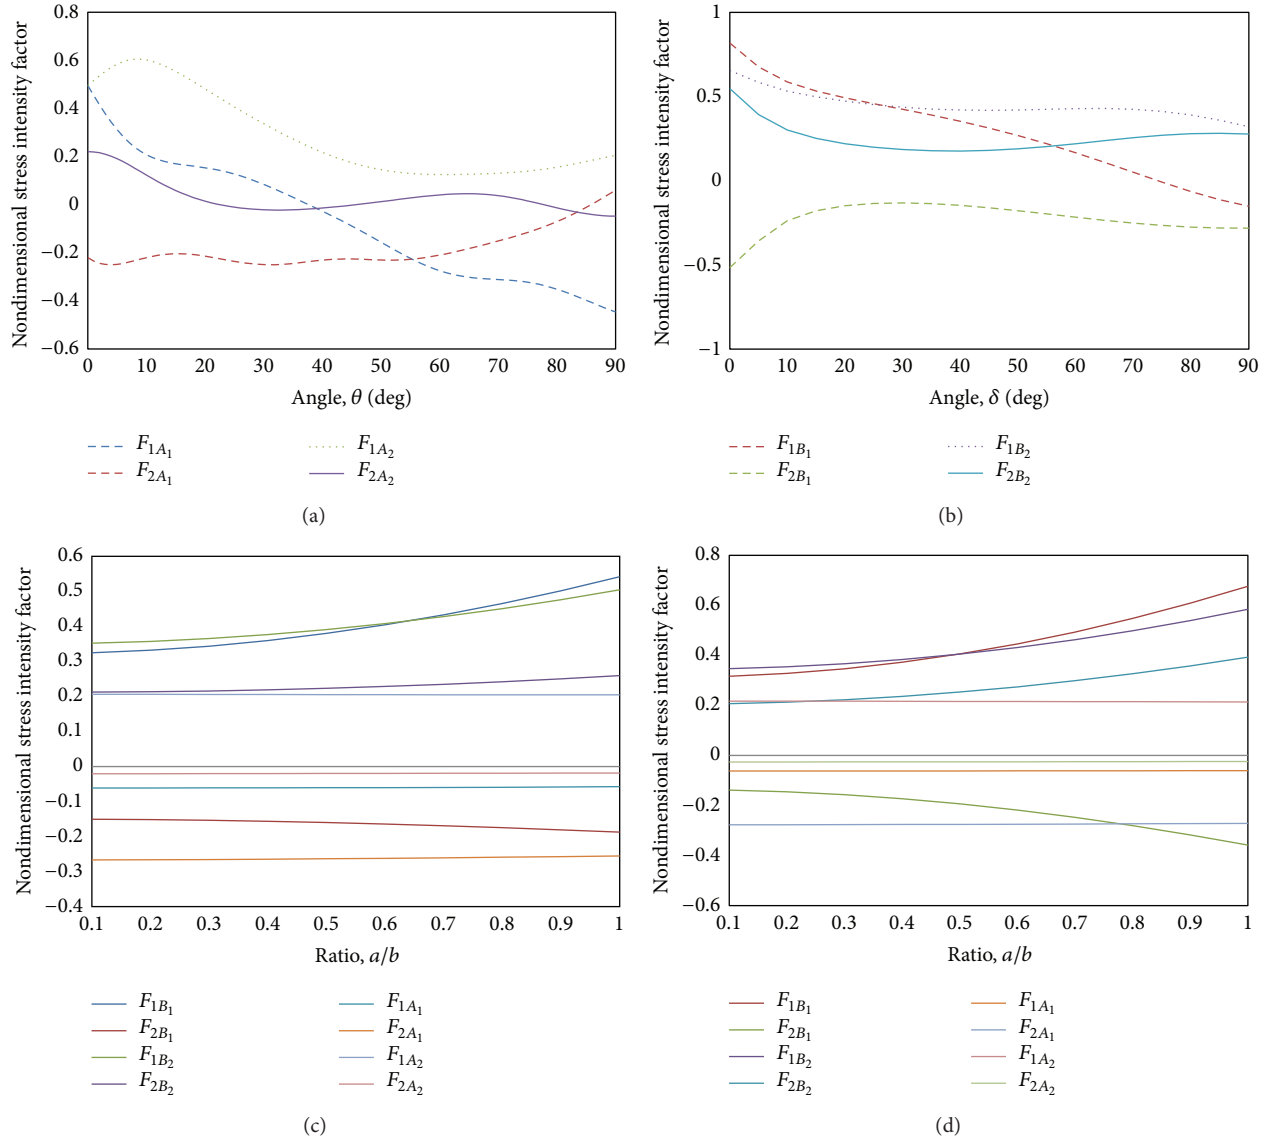 Nondimensional stress intensity factor
0.8
0.6
0.4
0.2
0
−0.2
−0.4
−0.6
0 10 20 30 40 50 60 70 80 90
Angle, θ (deg)
F1A1
F2A1
F1A2
F2A2
(a)
Nondimensional stress intensity factor
1
0.5
0
−0.5
−1
0 10 20 30 40 50 60 70 80 90
Angle, δ (deg)
F1B1
F2B1
F1B2
F2B2
(b)
Nondimensional stress intensity factor
0.6
0.5
0.4
0.3
0.2
0.1
0
−0.1
−0.2
−0.3
−0.4
0.1 0.2 0.3 0.4 0.5 0.6 0.7 0.8 0.9 1
Ratio, a/b
F1B1
F2B1
F1B2
F2B2
F1A1
F2A1
F1A2
F2A2
(c)
Nondimensional stress intensity factor
0.8
0.6
0.4
0.2
0
−0.2
−0.4
−0.6
0.1 0.2 0.3 0.4 0.5 0.6 0.7 0.8 0.9 1
Ratio, a/b
F1B1
F2B1
F1B2
F2B2
F1A1
F2A1
F1A2
F2A2
(d)